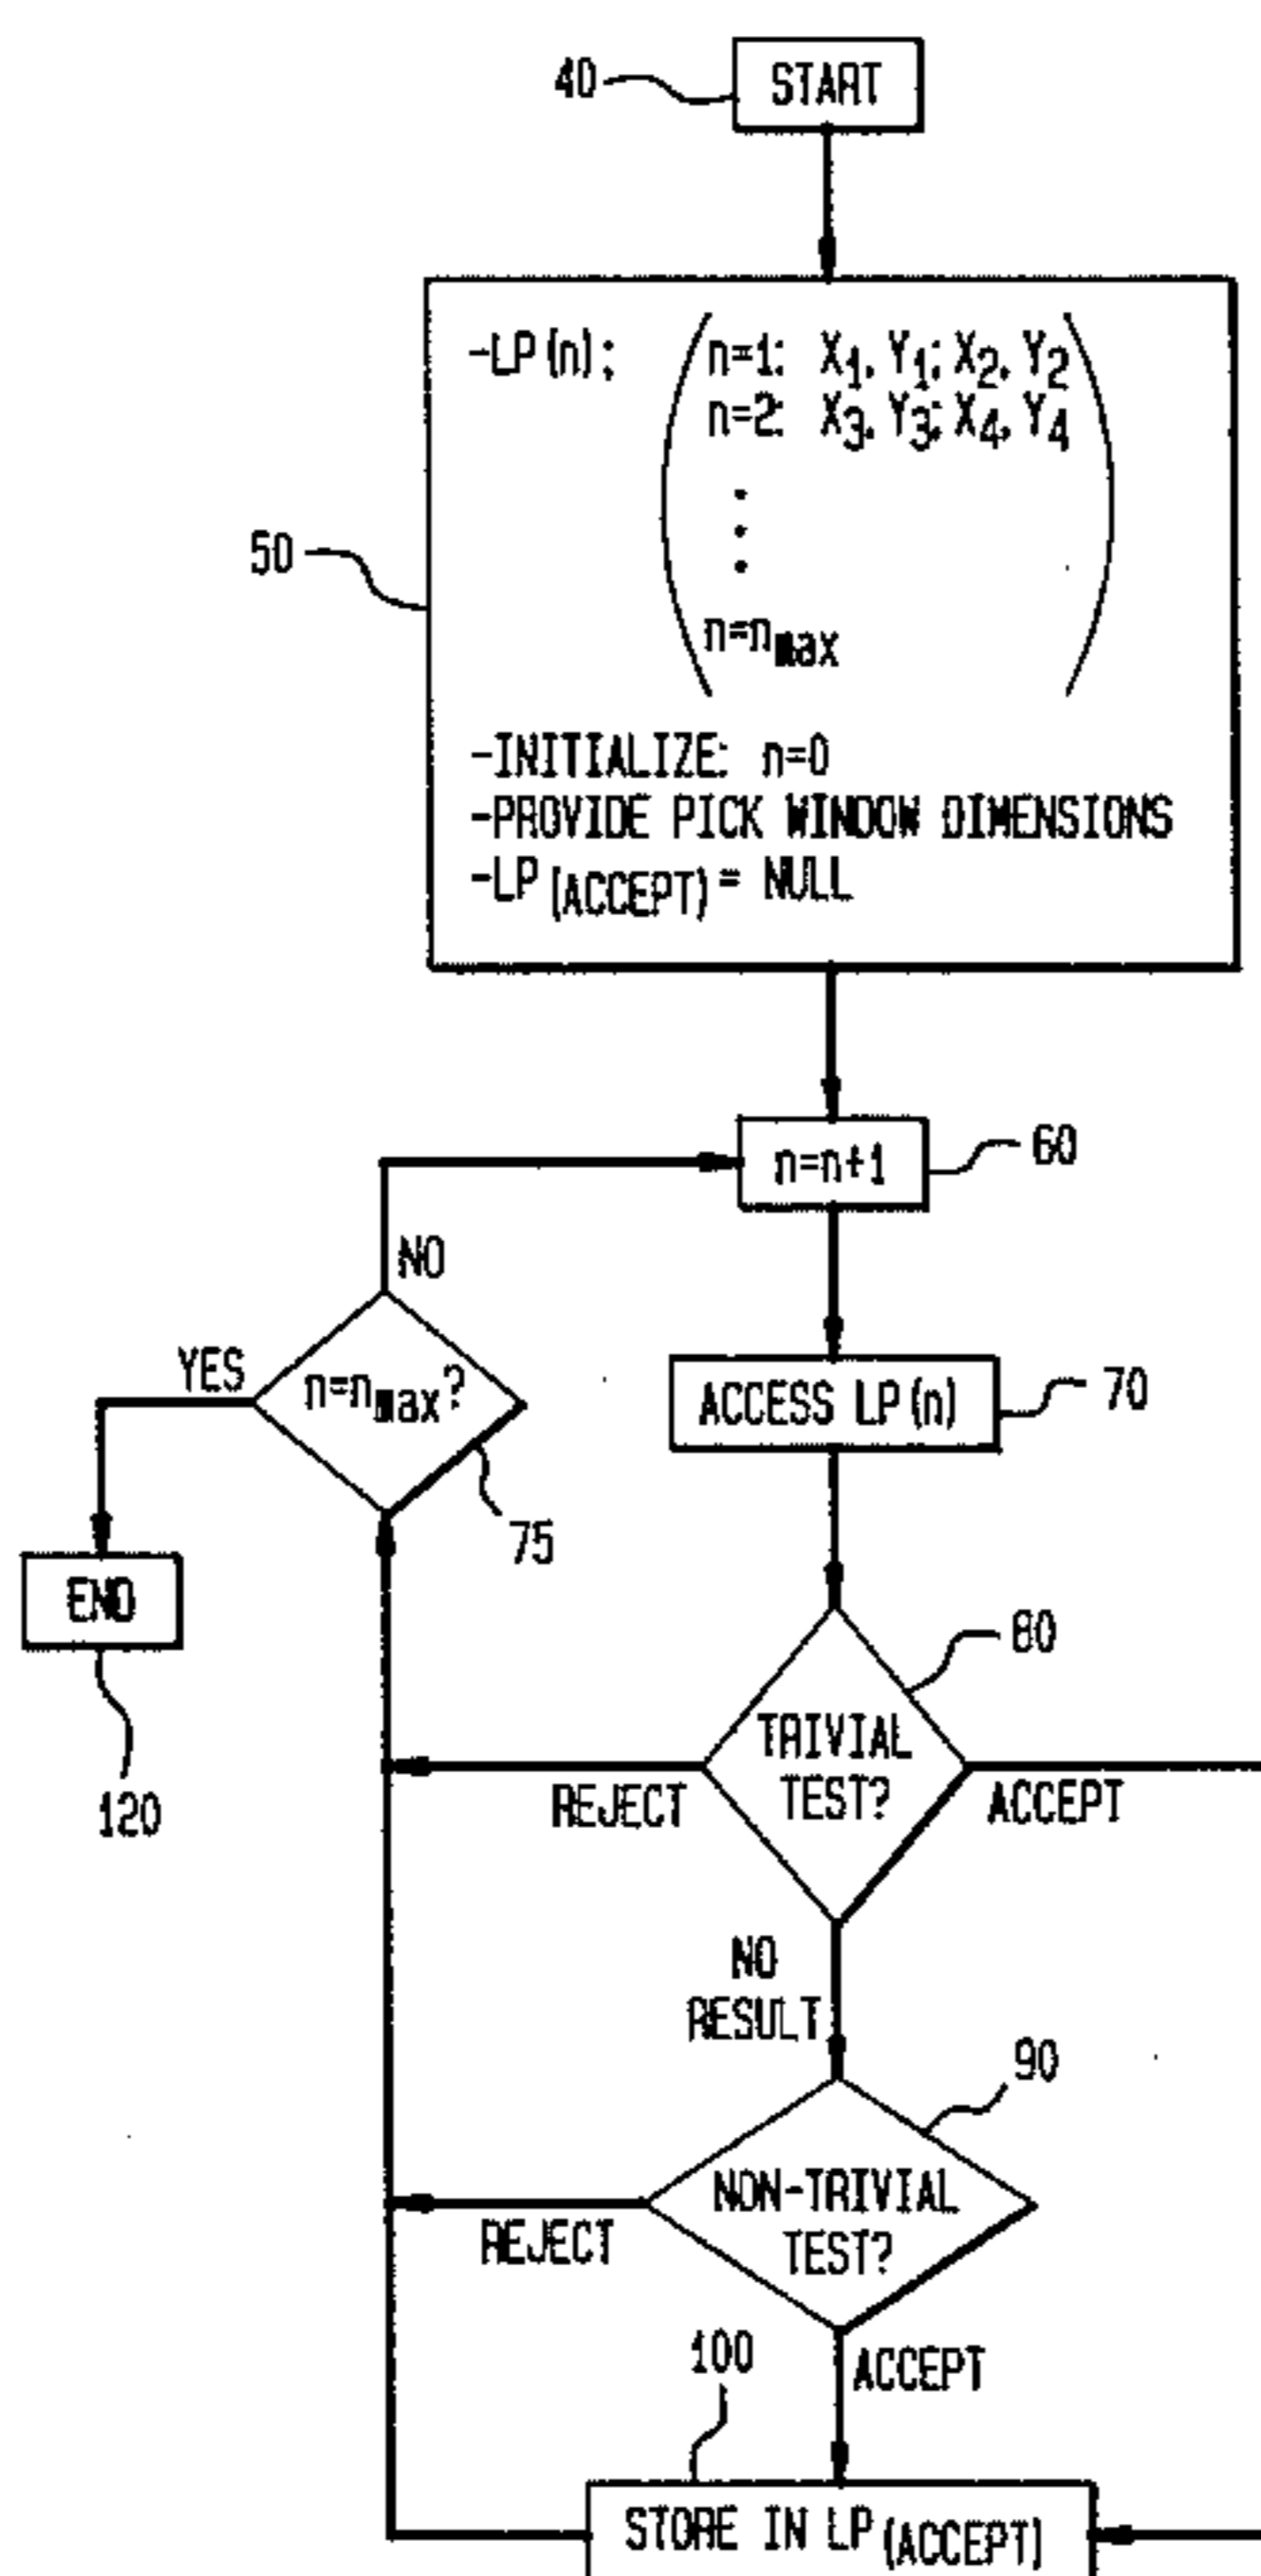 40
START
-LP(n): n=1: X1, Y1; X2, Y2
n=2: X3, Y3; X4, Y4
.
.
.
n=nmax
50
-INITIALIZE: n=0
-PROVIDE PICK WINDOW DIMENSIONS
-LP(ACCEPT) = NULL
n=n+1
60
NO
YES
n=nmax?
ACCESS LP(n)
70
75
END
80
TRIVIAL
TEST?
REJECT
ACCEPT
120
NO
RESULT
90
NON-TRIVIAL
TEST?
REJECT
100
ACCEPT
STORE IN LP(ACCEPT)